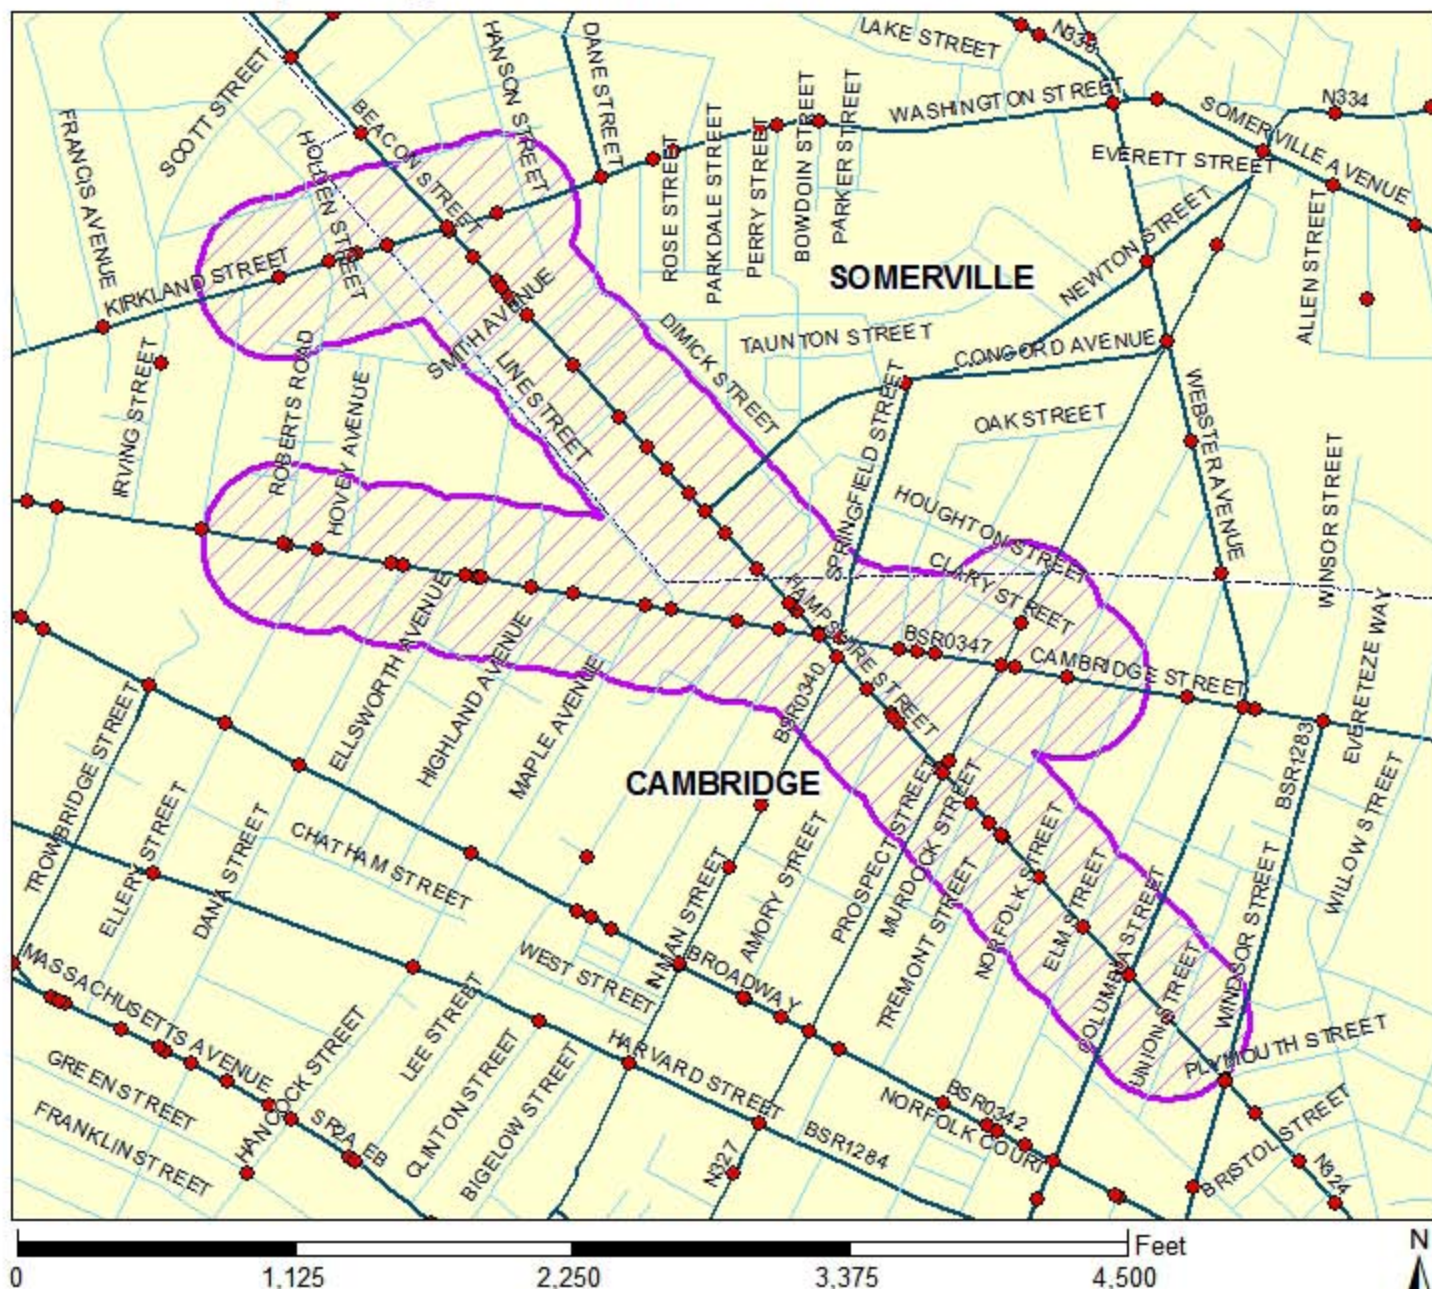 LAKE STREET
N330
HANSON STREET
DANE STREET
SCOTT STREET
BEACON STREET
WASHINGTON STREET
N334
SOMERVILLE AVENUE
FRANCIS AVENUE
HOLDEN STREET
ROSE STREET
PARKDALE STREET
PERRY STREET
BOWDOIN STREET
PARKER STREET
EVERETT STREET
ALLEN STREET
KIRKLAND STREET
SOMERVILLE
NEWTON STREET
SMITH AVENUE
DIMICK STREET
TAUNTON STREET
CONCORD AVENUE
IRVING STREET
ROBERTS ROAD
HOVEY AVENUE
LINE STREET
SPRINGFIELD STREET
OAK STREET
WEBSTER AVENUE
WINSOR STREET
HOUGHTON STREET
CLARY STREET
HAMPSHIRE STREET
BSR0347
CAMBRIDGE STREET
EVERETEZE WAY
ELLSWORTH AVENUE
HIGHLAND AVENUE
MAPLE AVENUE
BSR0340
TROWBRIDGE STREET
CAMBRIDGE
BSR1283
WILLOW STREET
ELLERY STREET
DANA STREET
CHATHAM STREET
INMAN STREET
AMORY STREET
PROSPECT STREET
MURDOCK STREET
TREMONT STREET
NORFOLK STREET
ELM STREET
COLUMBIA STREET
UNION STREET
WINDSOR STREET
MASSACHUSETTS AVENUE
WEST STREET
BROADWAY
PLYMOUTH STREET
GREEN STREET
HANCOCK STREET
LEE STREET
CLINTON STREET
BIGELOW STREET
HARVARD STREET
BSR0342
NORFOLK COURT
BRISTOL STREET
FRANKLIN STREET
SR2A EB
N327
BSR1284
N324
Feet
N
0 1,125 2,250 3,375 4,500